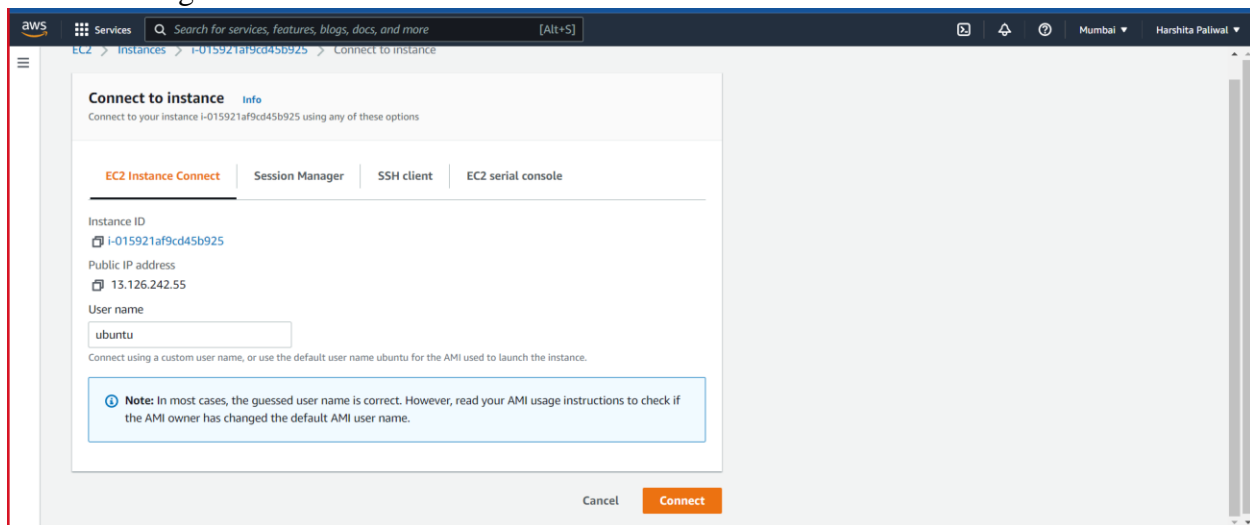 aws Services Search for services, features, blogs, docs, and more [Alt+S] Mumbai Harshita Paliwal
EC2 > Instances > i-015921af9cd45b925 > Connect to instance
Connect to instance Info
Connect to your instance i-015921af9cd45b925 using any of these options
EC2 Instance Connect Session Manager SSH client EC2 serial console
Instance ID
i-015921af9cd45b925
Public IP address
13.126.242.55
User name
ubuntu
Connect using a custom user name, or use the default user name ubuntu for the AMI used to launch the instance.
Note: In most cases, the guessed user name is correct. However, read your AMI usage instructions to check if
the AMI owner has changed the default AMI user name.
Cancel Connect